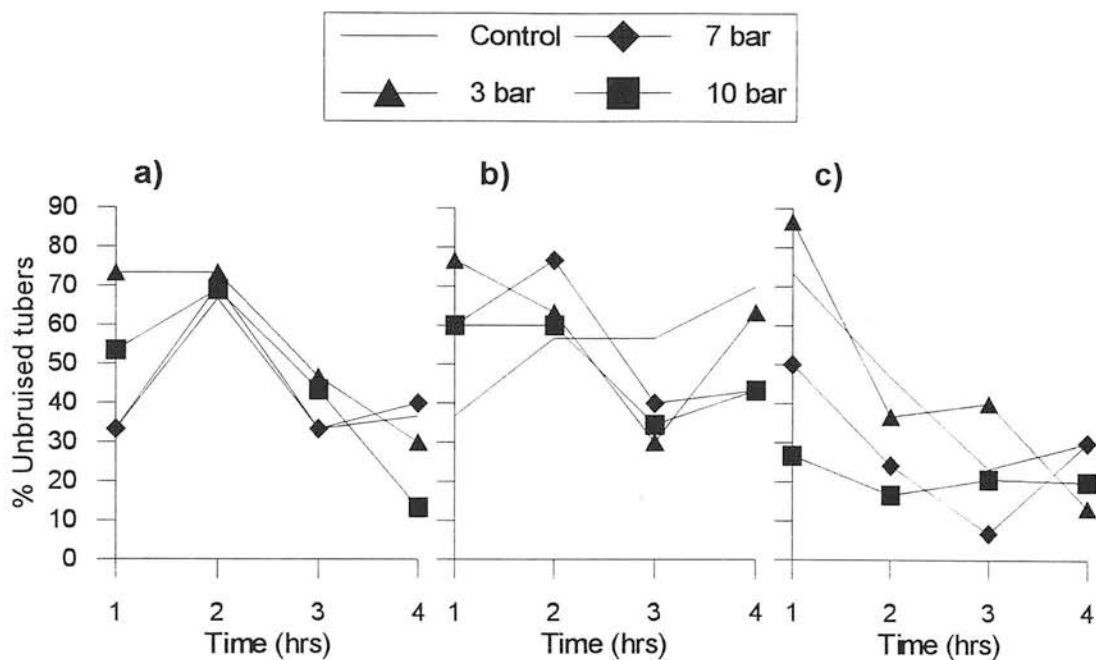 Control 7 bar
3 bar 10 bar
a) b) c)
% Unbruised tubers
90
80
70
60
50
40
30
20
10
0
1 2 3 4 1 2 3 4 1 2 3 4
Time (hrs) Time (hrs) Time (hrs)